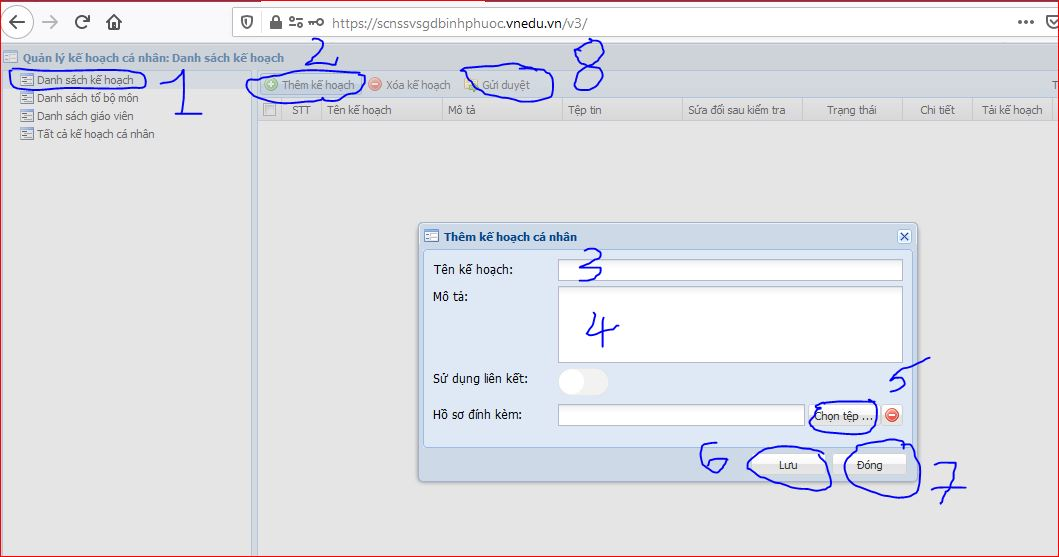 https://scnssvsgdbinhphuoc.vnedu.vn/v3/
Quản lý kế hoạch cá nhân: Danh sách kế hoạch
2
8
Danh sách kế hoạch
1
Thêm kế hoạch
Xóa kế hoạch
Gửi duyệt
8
T
Danh sách tổ bộ môn
Danh sách giáo viên
Tất cả kế hoạch cá nhân
STT
Tên kế hoạch
Mô tả
Tệp tin
Sửa đổi sau kiểm tra
Trạng thái
Chi tiết
Tải kế hoạch
Thêm kế hoạch cá nhân
Tên kế hoạch:
3
Mô tả:
4
Sử dụng liên kết:
5
Hồ sơ đính kèm:
Chọn tệp ...
6
Lưu
Đóng
7